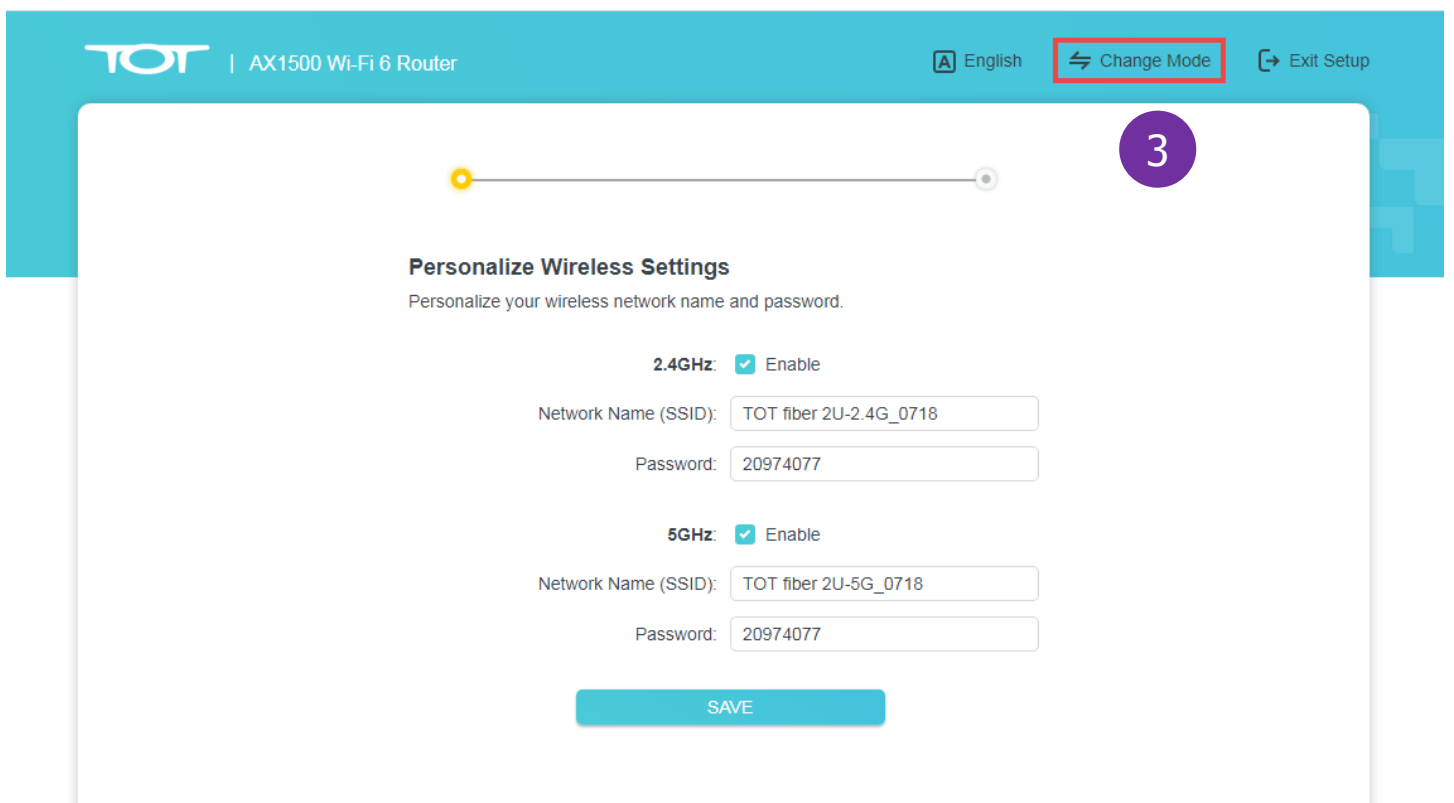 TOT | AX1500 Wi-Fi 6 Router
A English
Change Mode
Exit Setup
3
Personalize Wireless Settings
Personalize your wireless network name and password.
2.4GHz: Enable
Network Name (SSID): TOT fiber 2U-2.4G_0718
Password: 20974077
5GHz: Enable
Network Name (SSID): TOT fiber 2U-5G_0718
Password: 20974077
SAVE